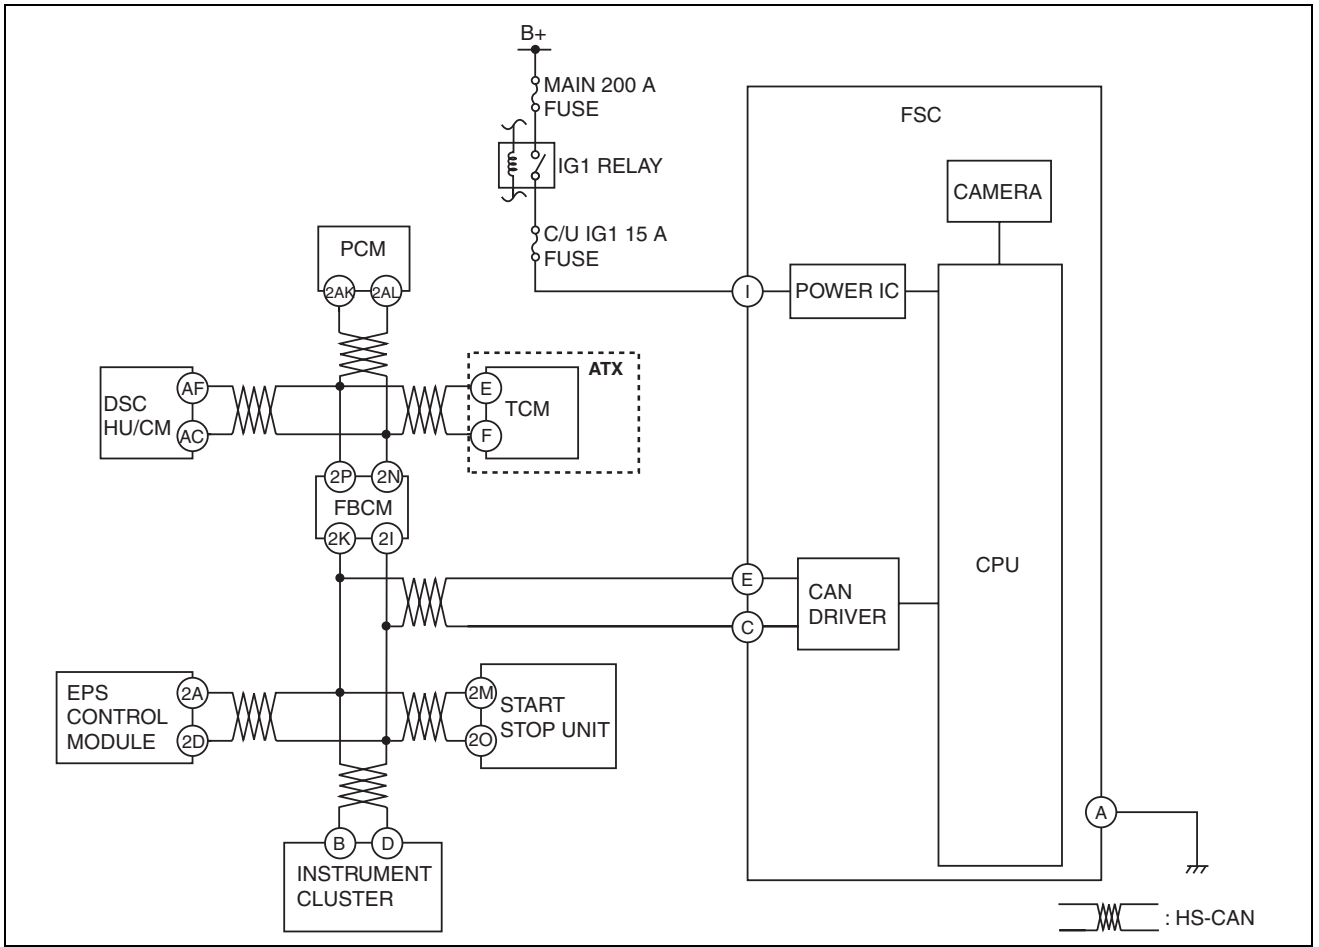 B+
MAIN 200 A
FUSE
IG1 RELAY
C/U IG1 15 A
FUSE
FSC
CAMERA
POWER IC
I
CPU
PCM
2AK
2AL
DSC
HU/CM
AF
AC
ATX
E
TCM
F
2P
2N
FBCM
2K
2I
E
C
CAN
DRIVER
EPS
CONTROL
MODULE
2A
2D
2M
START
STOP UNIT
2O
B
D
INSTRUMENT
CLUSTER
A
: HS-CAN